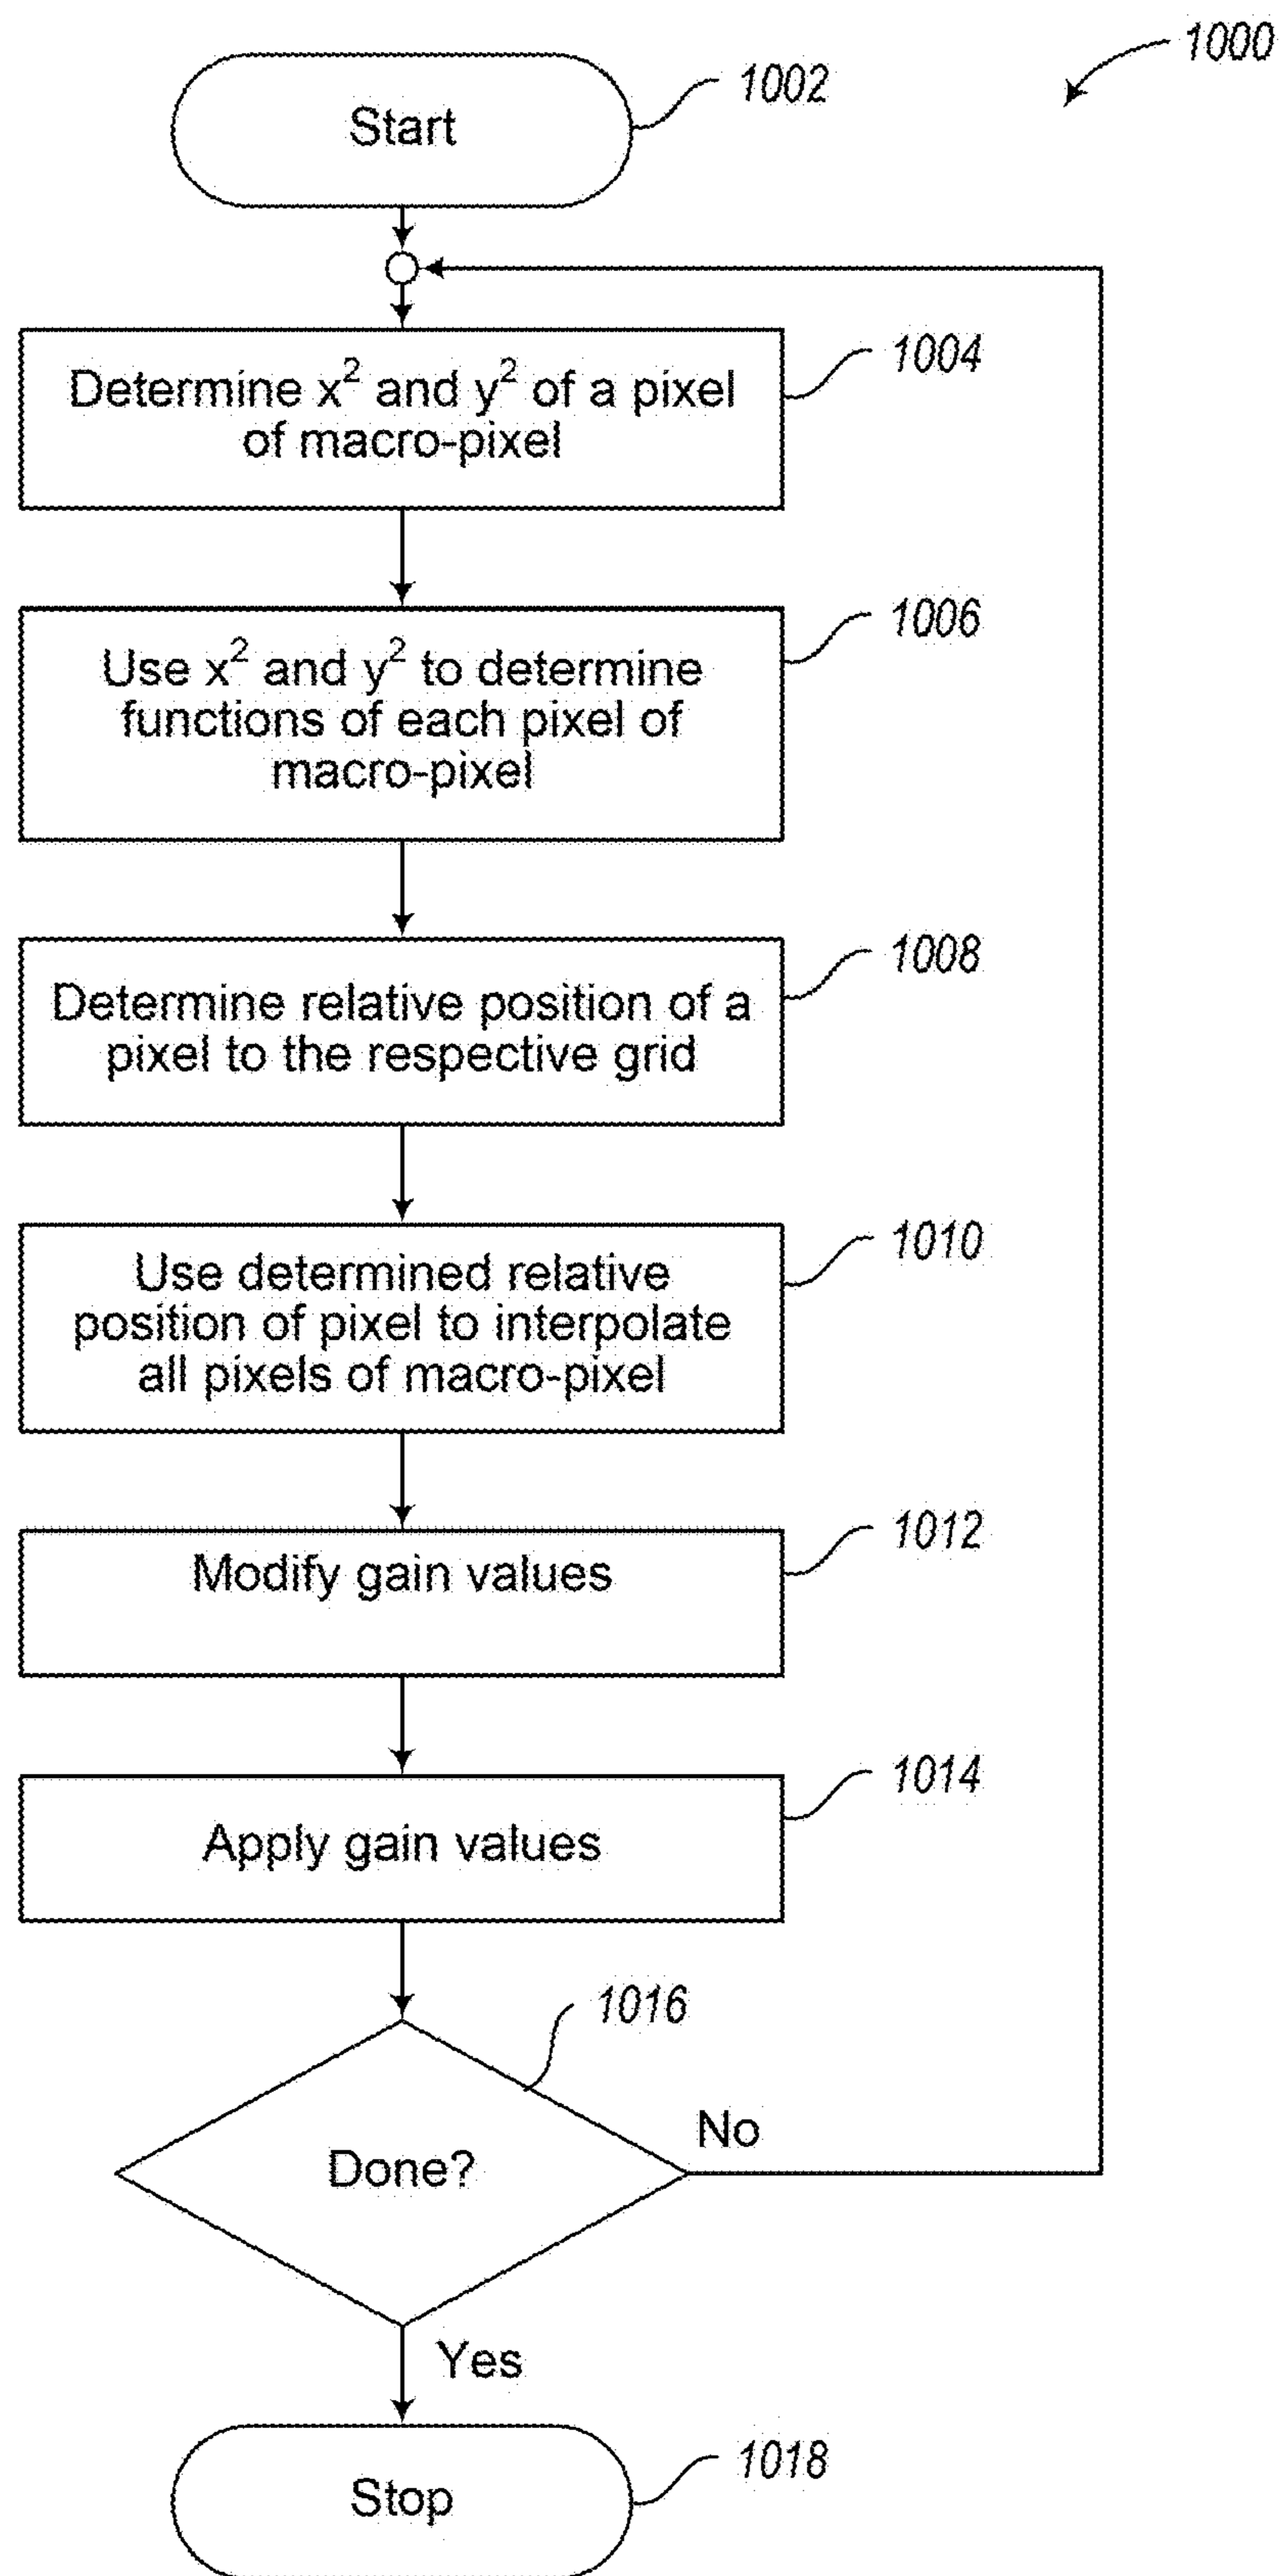 1000
Start
1002
Determine x² and y² of a pixel
of macro-pixel
1004
Use x² and y² to determine
functions of each pixel of
macro-pixel
1006
Determine relative position of a
pixel to the respective grid
1008
Use determined relative
position of pixel to interpolate
all pixels of macro-pixel
1010
Modify gain values
1012
Apply gain values
1014
Done?
1016
No
Yes
Stop
1018